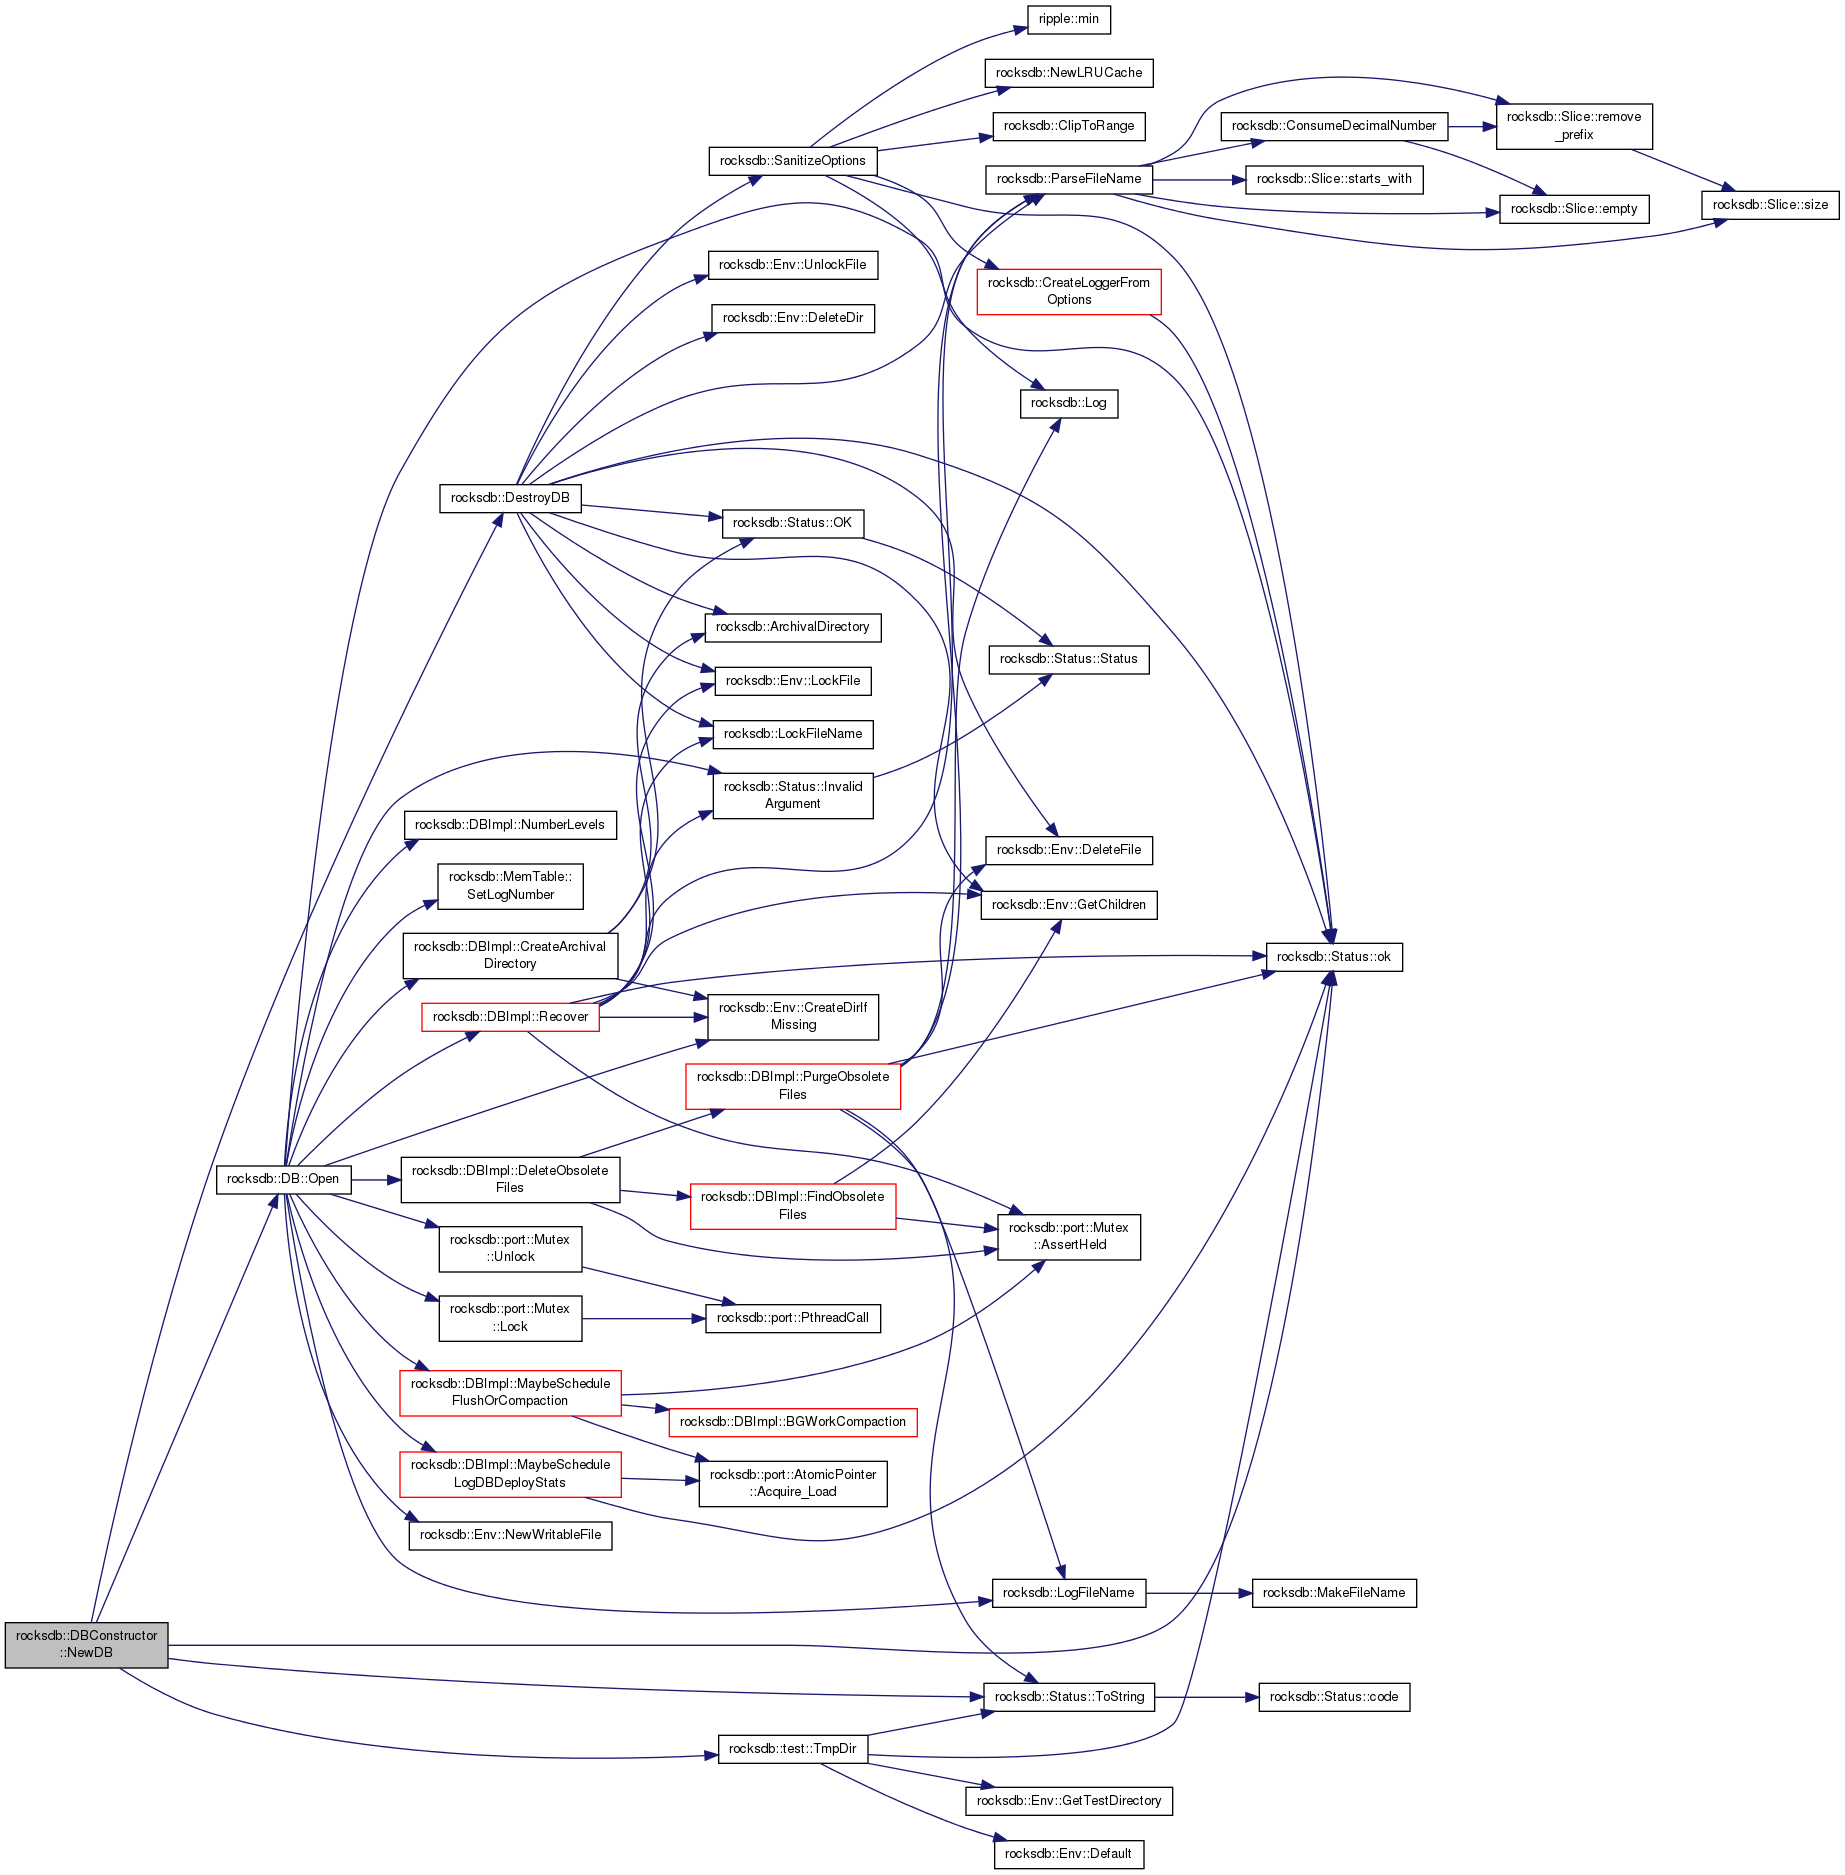 ripple::min
rocksdb::NewLRUCache
rocksdb::ClipToRange
rocksdb::SanitizeOptions
rocksdb::ParseFileName
rocksdb::ConsumeDecimalNumber
rocksdb::Slice::remove
_prefix
rocksdb::Slice::starts_with
rocksdb::Slice::empty
rocksdb::Slice::size
rocksdb::Env::UnlockFile
rocksdb::Env::DeleteDir
rocksdb::CreateLoggerFrom
Options
rocksdb::Log
rocksdb::DestroyDB
rocksdb::Status::OK
rocksdb::ArchivalDirectory
rocksdb::Env::LockFile
rocksdb::LockFileName
rocksdb::Status::Status
rocksdb::Status::Invalid
Argument
rocksdb::DBImpl::NumberLevels
rocksdb::MemTable::
SetLogNumber
rocksdb::Env::DeleteFile
rocksdb::Env::GetChildren
rocksdb::DBImpl::CreateArchival
Directory
rocksdb::Status::ok
rocksdb::DBImpl::Recover
rocksdb::Env::CreateDirIf
Missing
rocksdb::DBImpl::PurgeObsolete
Files
rocksdb::DB::Open
rocksdb::DBImpl::DeleteObsolete
Files
rocksdb::DBImpl::FindObsolete
Files
rocksdb::port::Mutex
::AssertHeld
rocksdb::port::Mutex
::Unlock
rocksdb::port::Mutex
::Lock
rocksdb::port::PthreadCall
rocksdb::DBImpl::MaybeSchedule
FlushOrCompaction
rocksdb::DBImpl::BGWorkCompaction
rocksdb::DBImpl::MaybeSchedule
LogDBDeployStats
rocksdb::port::AtomicPointer
::Acquire_Load
rocksdb::Env::NewWritableFile
rocksdb::LogFileName
rocksdb::MakeFileName
rocksdb::DBConstructor
::NewDB
rocksdb::Status::ToString
rocksdb::Status::code
rocksdb::test::TmpDir
rocksdb::Env::GetTestDirectory
rocksdb::Env::Default